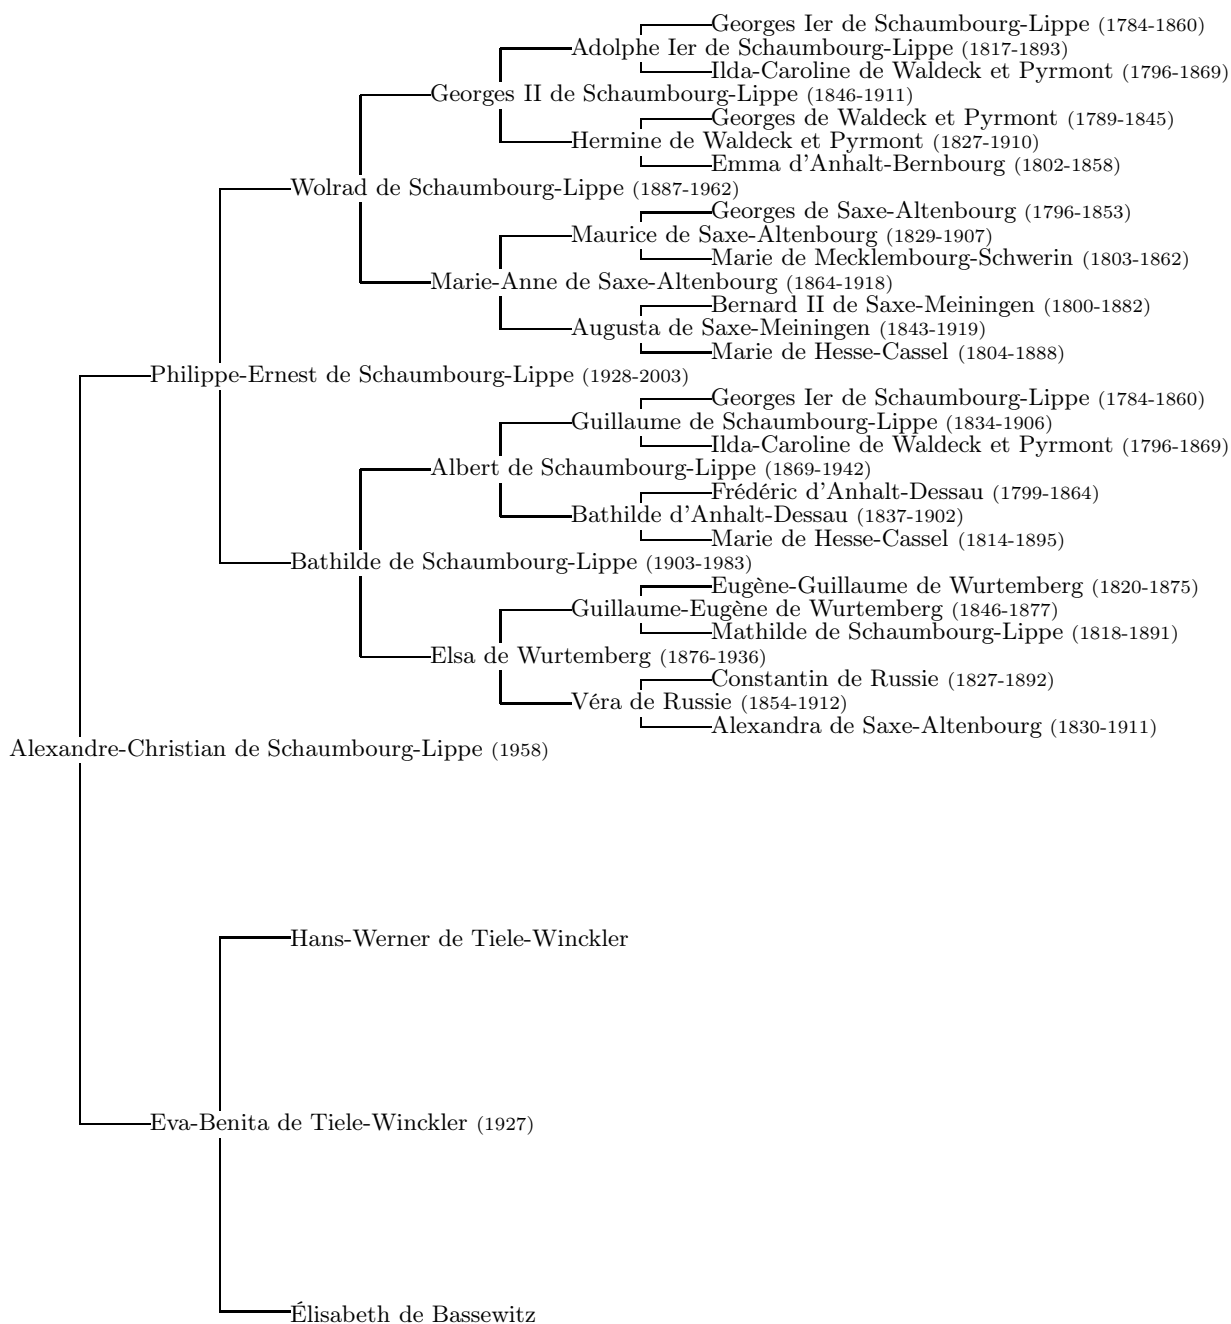 Georges Ier de Schaumbourg-Lippe (1784-1860)
Adolphe Ier de Schaumbourg-Lippe (1817-1893)
Ilda-Caroline de Waldeck et Pyrmont (1796-1869)
Georges II de Schaumbourg-Lippe (1846-1911)
Georges de Waldeck et Pyrmont (1789-1845)
Hermine de Waldeck et Pyrmont (1827-1910)
Emma d'Anhalt-Bernbourg (1802-1858)
Wolrad de Schaumbourg-Lippe (1887-1962)
Georges de Saxe-Altenbourg (1796-1853)
Maurice de Saxe-Altenbourg (1829-1907)
Marie de Mecklembourg-Schwerin (1803-1862)
Marie-Anne de Saxe-Altenbourg (1864-1918)
Bernard II de Saxe-Meiningen (1800-1882)
Augusta de Saxe-Meiningen (1843-1919)
Marie de Hesse-Cassel (1804-1888)
Philippe-Ernest de Schaumbourg-Lippe (1928-2003)
Georges Ier de Schaumbourg-Lippe (1784-1860)
Guillaume de Schaumbourg-Lippe (1834-1906)
Ilda-Caroline de Waldeck et Pyrmont (1796-1869)
Albert de Schaumbourg-Lippe (1869-1942)
Frédéric d'Anhalt-Dessau (1799-1864)
Bathilde d'Anhalt-Dessau (1837-1902)
Marie de Hesse-Cassel (1814-1895)
Bathilde de Schaumbourg-Lippe (1903-1983)
Eugène-Guillaume de Wurtemberg (1820-1875)
Guillaume-Eugène de Wurtemberg (1846-1877)
Mathilde de Schaumbourg-Lippe (1818-1891)
Elsa de Wurtemberg (1876-1936)
Constantin de Russie (1827-1892)
Véra de Russie (1854-1912)
Alexandra de Saxe-Altenbourg (1830-1911)
Alexandre-Christian de Schaumbourg-Lippe (1958)
Hans-Werner de Tiele-Winckler
Eva-Benita de Tiele-Winckler (1927)
Élisabeth de Bassewitz